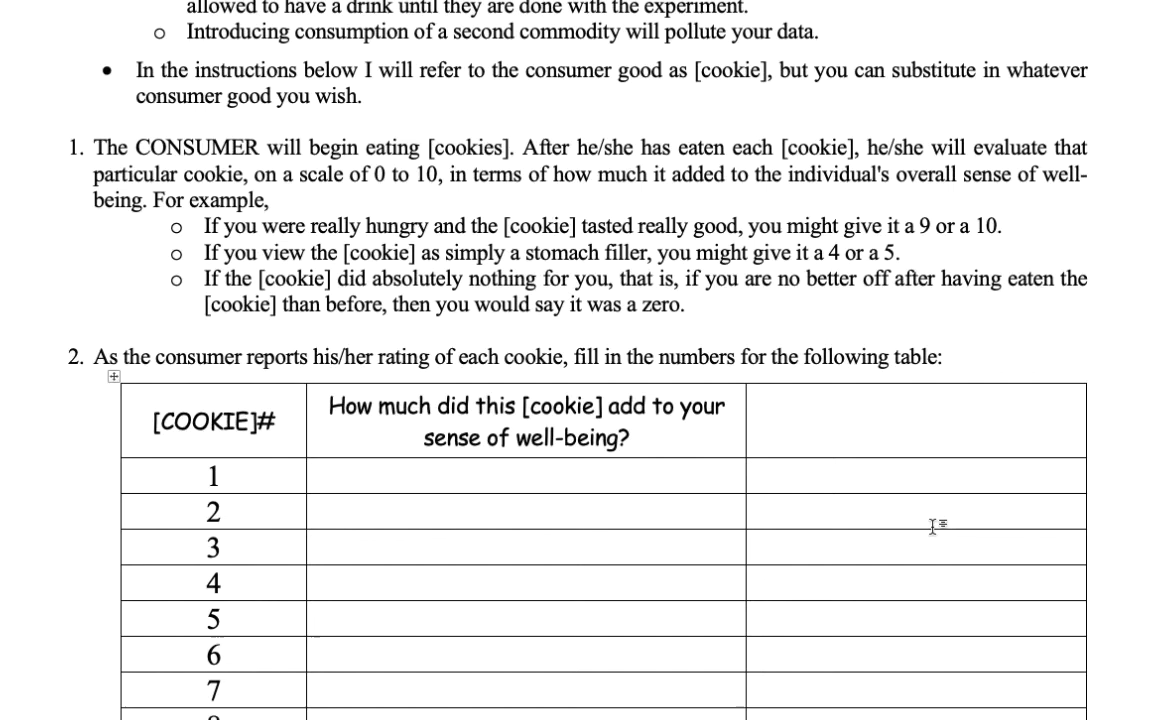 allowed to have a drink until they are done with the experiment.
o Introducing consumption of a second commodity will pollute your data.
• In the instructions below I will refer to the consumer good as [cookie], but you can substitute in whatever
consumer good you wish.
1. The CONSUMER will begin eating [cookies]. After he/she has eaten each [cookie], he/she will evaluate that
particular cookie, on a scale of 0 to 10, in terms of how much it added to the individual's overall sense of well-
being. For example,
o If you were really hungry and the [cookie] tasted really good, you might give it a 9 or a 10.
o If you view the [cookie] as simply a stomach filler, you might give it a 4 or a 5.
o If the [cookie] did absolutely nothing for you, that is, if you are no better off after having eaten the
[cookie] than before, then you would say it was a zero.
2. As the consumer reports his/her rating of each cookie, fill in the numbers for the following table:
[COOKIE]# How much did this [cookie] add to your
sense of well-being?
1
2
3
4
5
6
7